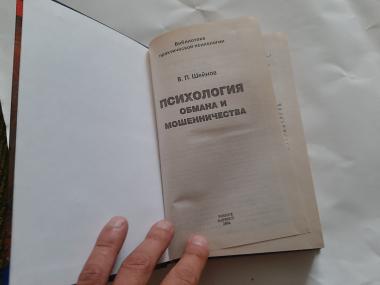 Библиотека
практической психологии
В. П. Шейнов
ПСИХОЛОГИЯ
ОБМАНА И
МОШЕННИЧЕСТВА